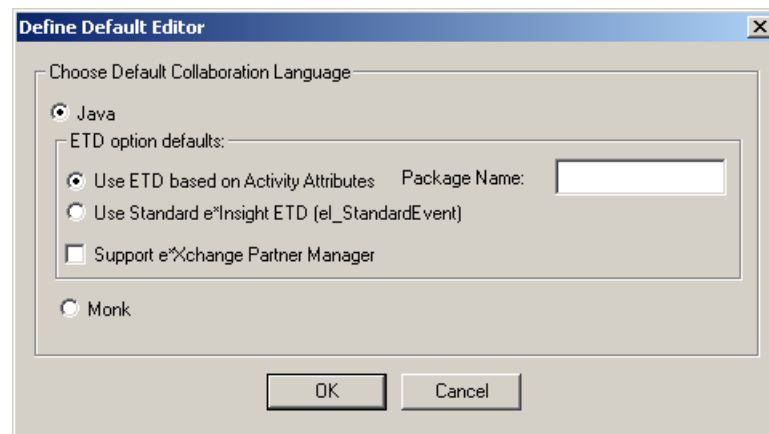 Define Default Editor
Choose Default Collaboration Language
Java
ETD option defaults:
Use ETD based on Activity Attributes Package Name:
Use Standard e*Insight ETD (eI_StandardEvent)
Support e*Xchange Partner Manager
Monk
OK Cancel